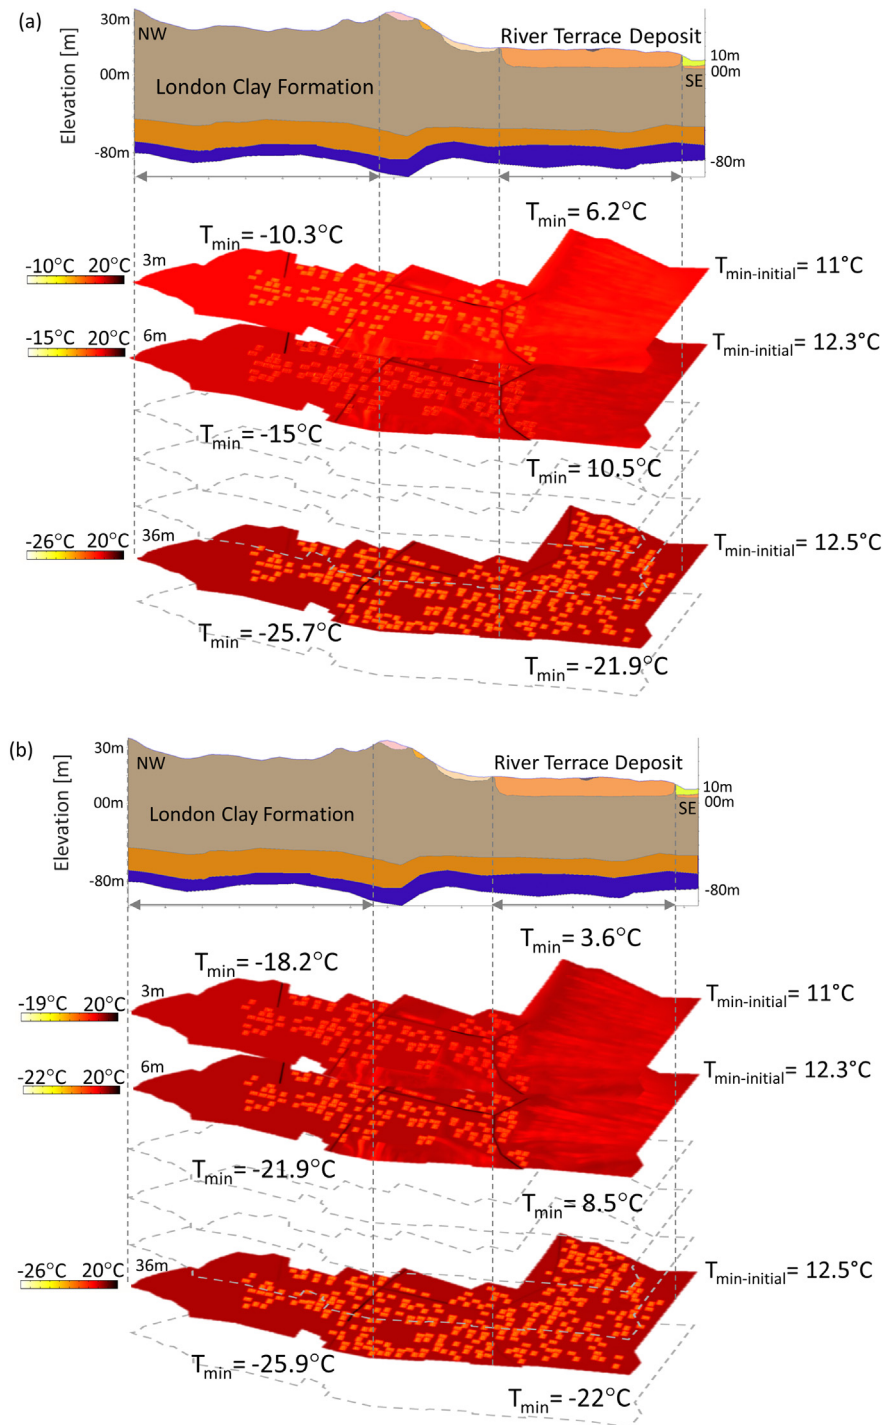 (a)
30m
NW
River Terrace Deposit
10m
00m
00m
SE
London Clay Formation
Elevation [m]
-80m
-80m
Tmin= 6.2°C
Tmin= -10.3°C
-10°C 20°C
3m
Tmin-initial= 11°C
-15°C 20°C
6m
Tmin-initial= 12.3°C
Tmin= -15°C
Tmin= 10.5°C
-26°C 20°C
36m
Tmin-initial= 12.5°C
Tmin= -25.7°C
Tmin= -21.9°C
(b)
30m
NW
River Terrace Deposit
10m
00m
00m
SE
London Clay Formation
Elevation [m]
-80m
-80m
Tmin= 3.6°C
Tmin= -18.2°C
-19°C 20°C
3m
Tmin-initial= 11°C
-22°C 20°C
6m
Tmin-initial= 12.3°C
Tmin= -21.9°C
Tmin= 8.5°C
-26°C 20°C
36m
Tmin-initial= 12.5°C
Tmin= -25.9°C
Tmin= -22°C